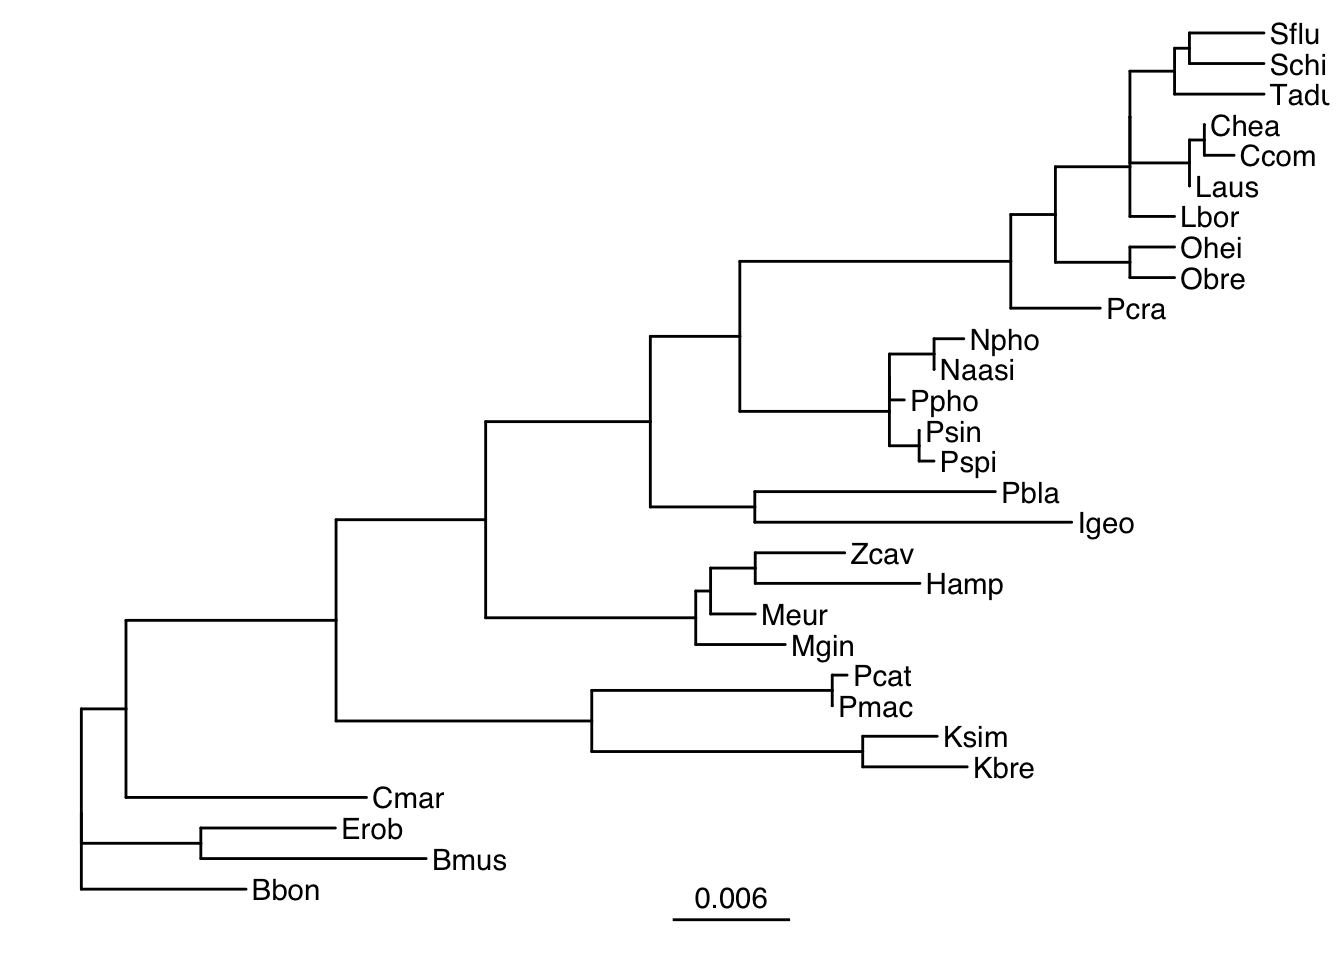 Sflu
Schi
Chea
Ccom
Laus
Lbor
Ohei
Obre
Pcra
Npho
Naasi
Ppho
Psin
Pspi
Pbla
Igeo
Zcav
Hamp
Meur
Mgin
Pcat
Pmac
Ksim
Kbre
Cmar
Erob
Bmus
Bbon
0.006